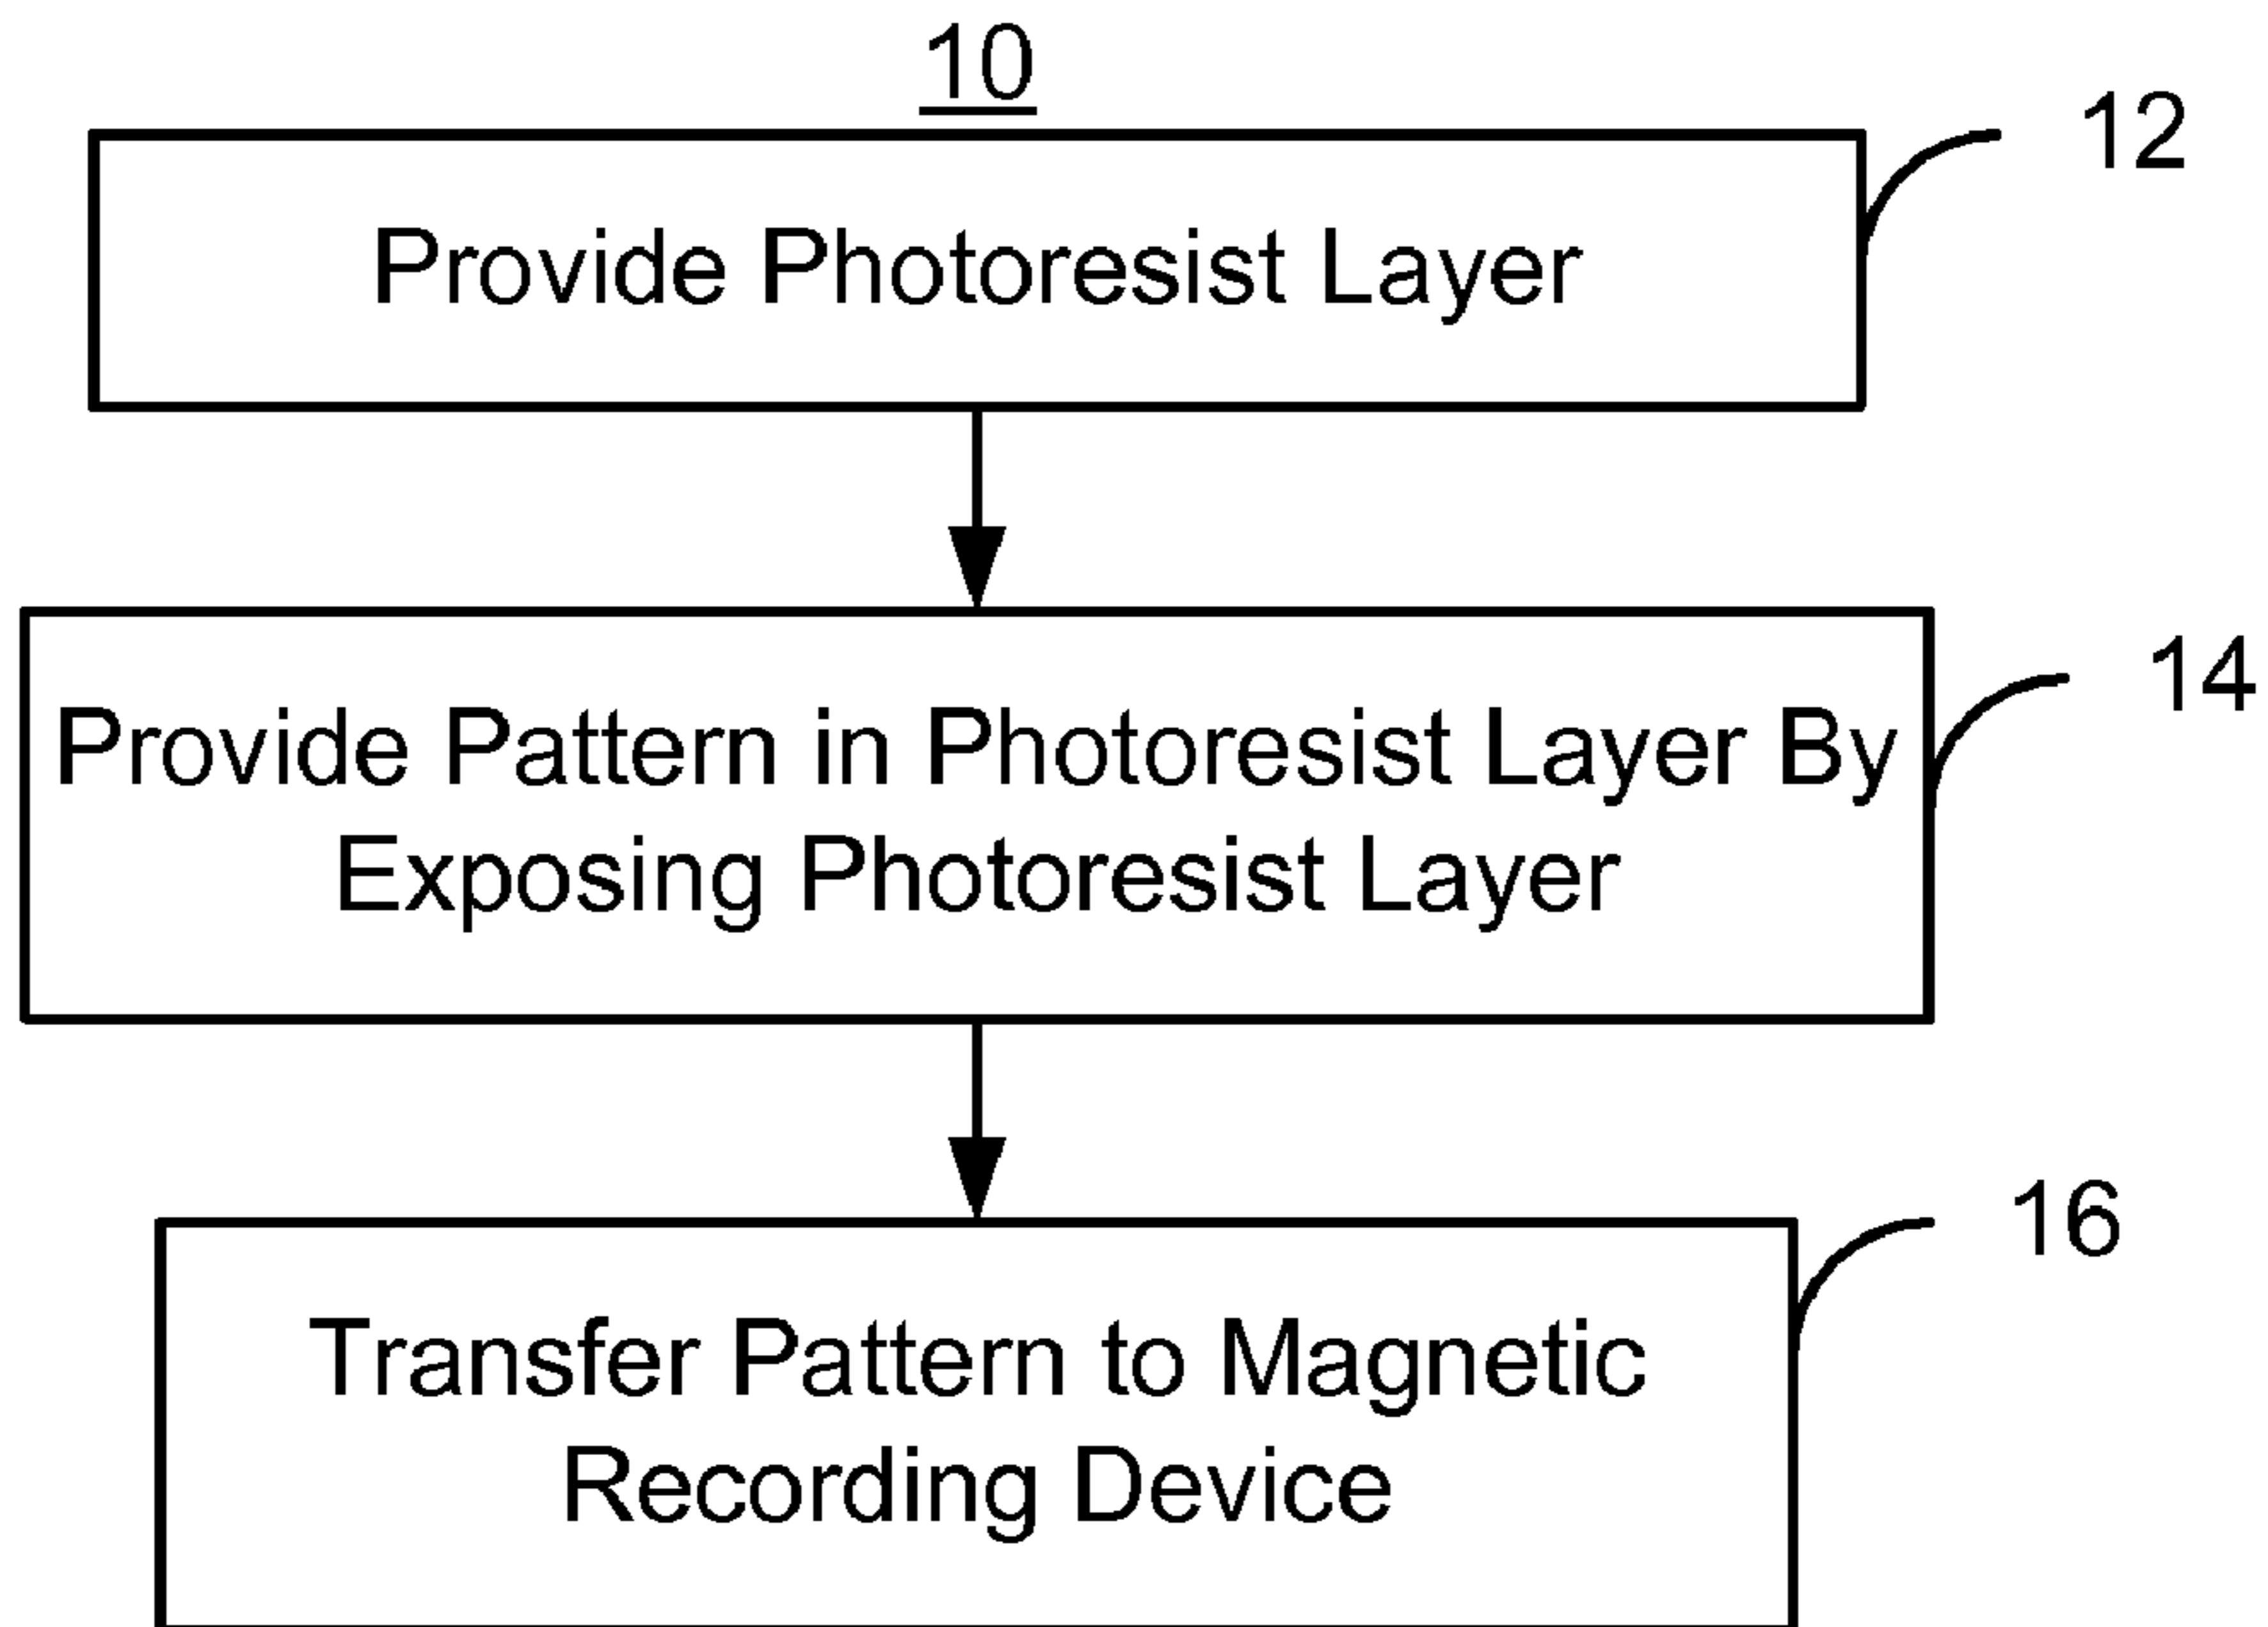 10
12
Provide Photoresist Layer
14
Provide Pattern in Photoresist Layer By
Exposing Photoresist Layer
16
Transfer Pattern to Magnetic
Recording Device